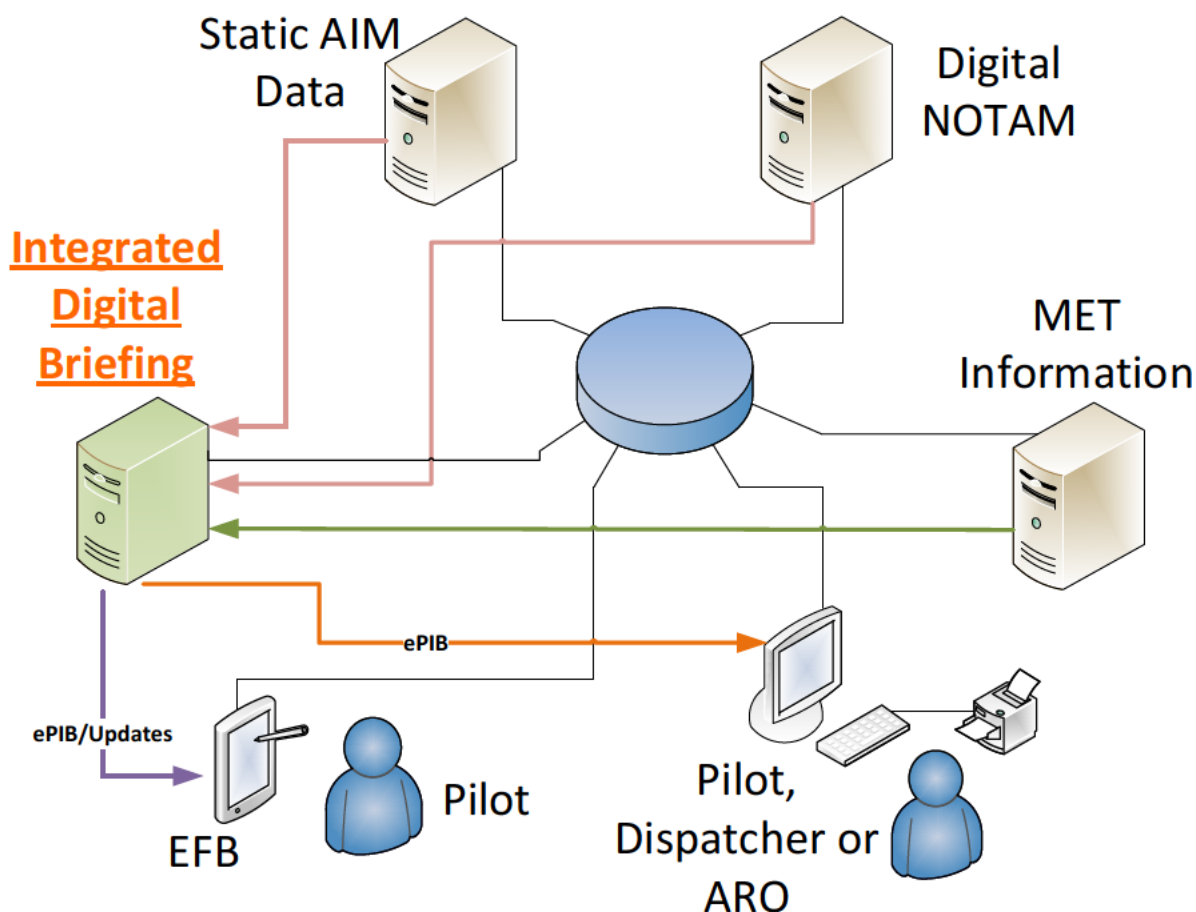 Static AIM
Data
Digital
NOTAM
Integrated
Digital
Briefing
MET
Information
ePIB
ePIB/Updates
EFB
Pilot
Pilot,
Dispatcher or
ARO